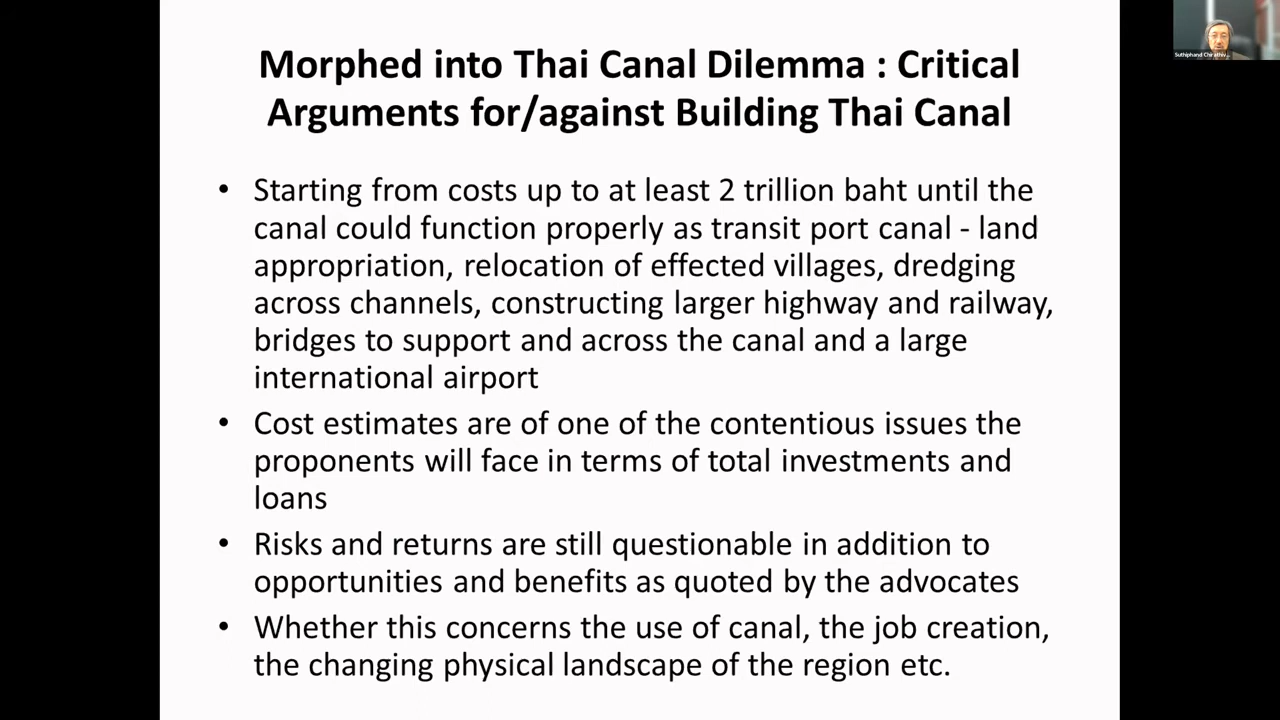 Morphed into Thai Canal Dilemma : Critical
Arguments for/against Building Thai Canal
• Starting from costs up to at least 2 trillion baht until the
canal could function properly as transit port canal - land
appropriation, relocation of effected villages, dredging
across channels, constructing larger highway and railway,
bridges to support and across the canal and a large
international airport
• Cost estimates are of one of the contentious issues the
proponents will face in terms of total investments and
loans
• Risks and returns are still questionable in addition to
opportunities and benefits as quoted by the advocates
• Whether this concerns the use of canal, the job creation,
the changing physical landscape of the region etc.
Suthiphand Chirathiv...